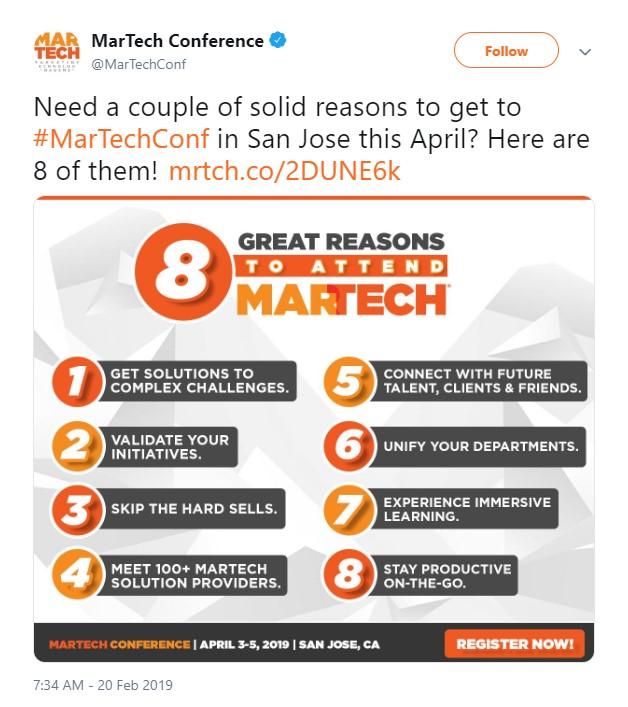 MAR
TECH
MarTech Conference
@MarTechConf
Follow
Need a couple of solid reasons to get to
#MarTechConf in San Jose this April? Here are
8 of them! mrtch.co/2DUNE6k
8
GREAT REASONS
TO ATTEND
MARTECH
1
GET SOLUTIONS TO
COMPLEX CHALLENGES.
2
VALIDATE YOUR
INITIATIVES.
3
SKIP THE HARD SELLS.
4
MEET 100+ MARTECH
SOLUTION PROVIDERS.
5
CONNECT WITH FUTURE
TALENT, CLIENTS & FRIENDS.
6
UNIFY YOUR DEPARTMENTS.
7
EXPERIENCE IMMERSIVE
LEARNING.
8
STAY PRODUCTIVE
ON-THE-GO.
MARTECH CONFERENCE | APRIL 3-5, 2019 | SAN JOSE, CA
REGISTER NOW!
7:34 AM - 20 Feb 2019